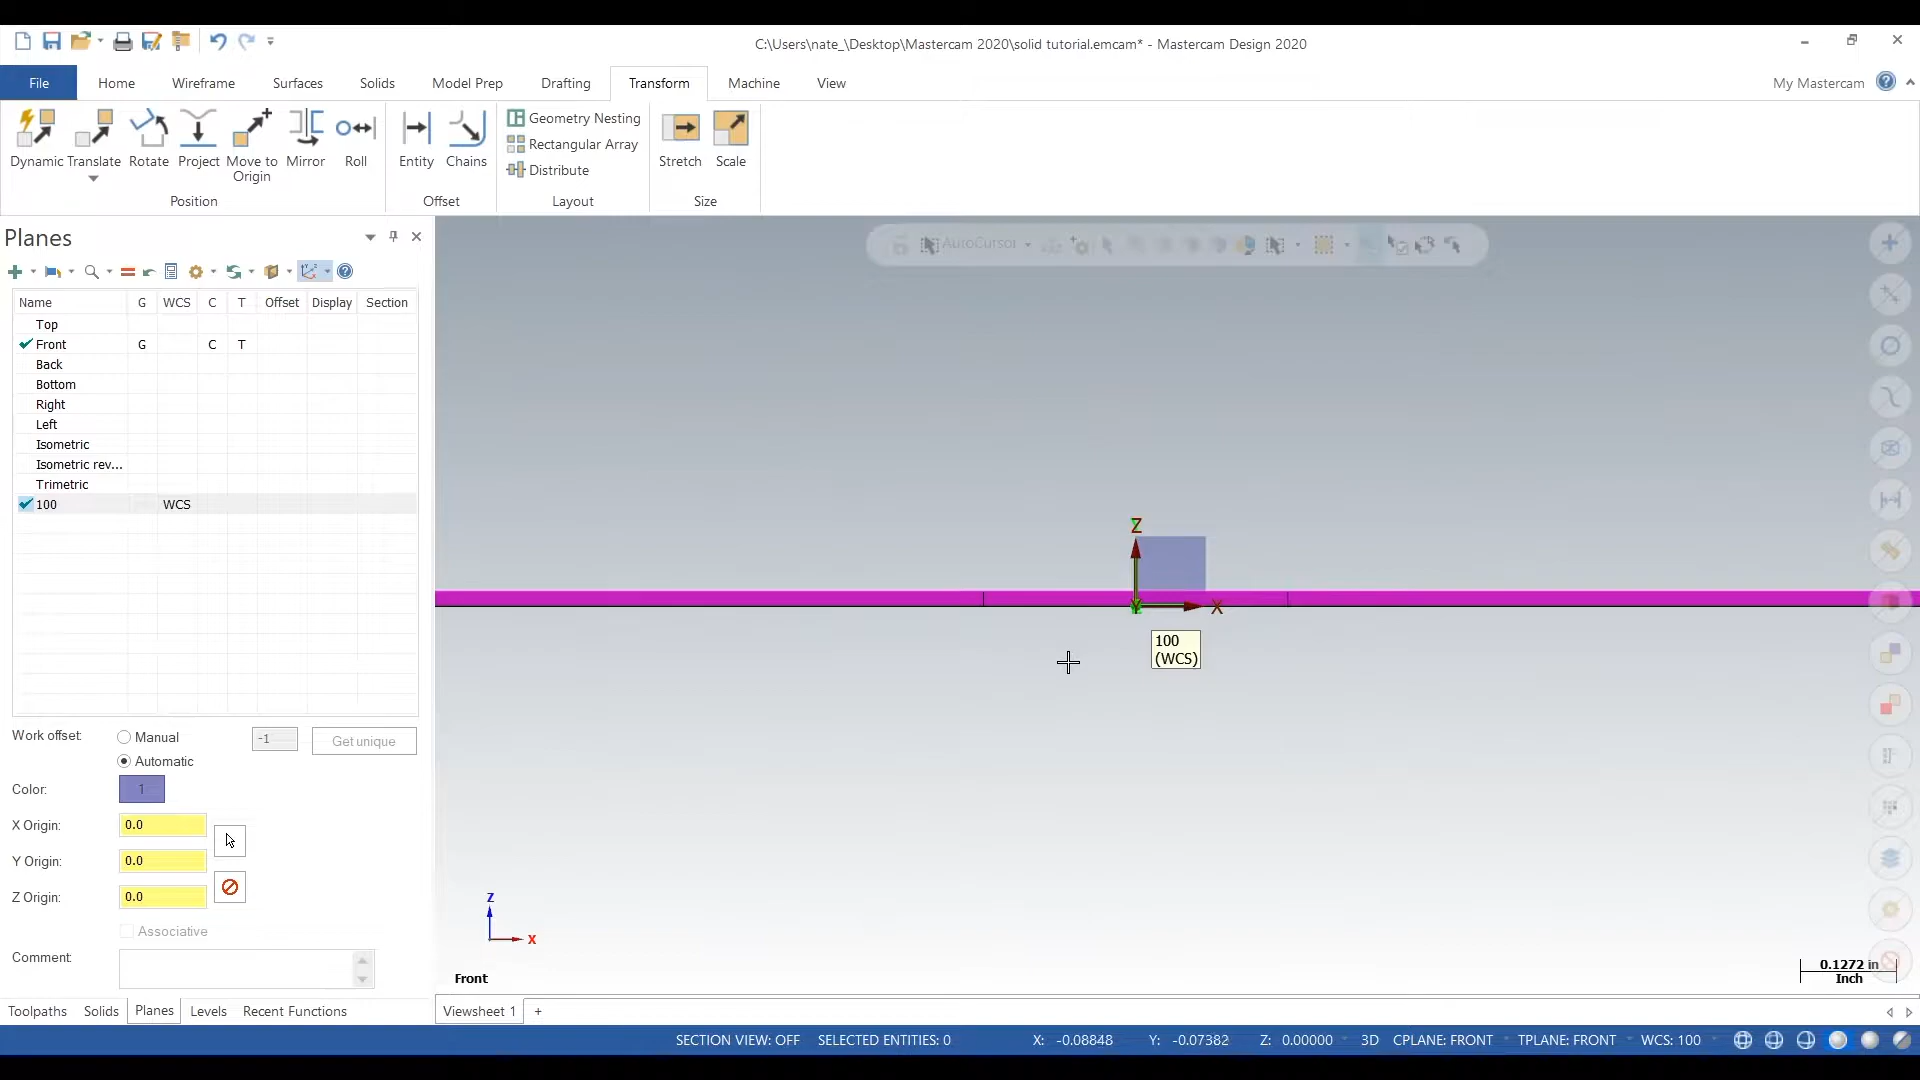 C:\Users\nate_\Desktop\Mastercam 2020\solid tutorial.emcam* - Mastercam Design 2020
File Home Wireframe Surfaces Solids Model Prep Drafting Transform Machine View My Mastercam
Dynamic Translate Rotate Project Move to Origin Mirror Roll
Position
Entity Chains
Offset
Geometry Nesting
Rectangular Array
Distribute
Layout
Stretch Scale
Size
Planes
AutoCursor
Name G WCS C T Offset Display Section
Top
Front G C T
Back
Bottom
Right
Left
Isometric
Isometric rev...
Trimetric
100 WCS
Z
Y X
100
(WCS)
Work offset: Manual -1 Get unique
Automatic
Color: 1
X Origin: 0.0
Y Origin: 0.0
Z Origin: 0.0
Associative
Comment:
Z
X
Front
0.1272 in
Inch
Toolpaths Solids Planes Levels Recent Functions
Viewsheet 1 +
SECTION VIEW: OFF SELECTED ENTITIES: 0 X: -0.08848 Y: -0.07382 Z: 0.00000 3D CPLANE: FRONT TPLANE: FRONT WCS: 100